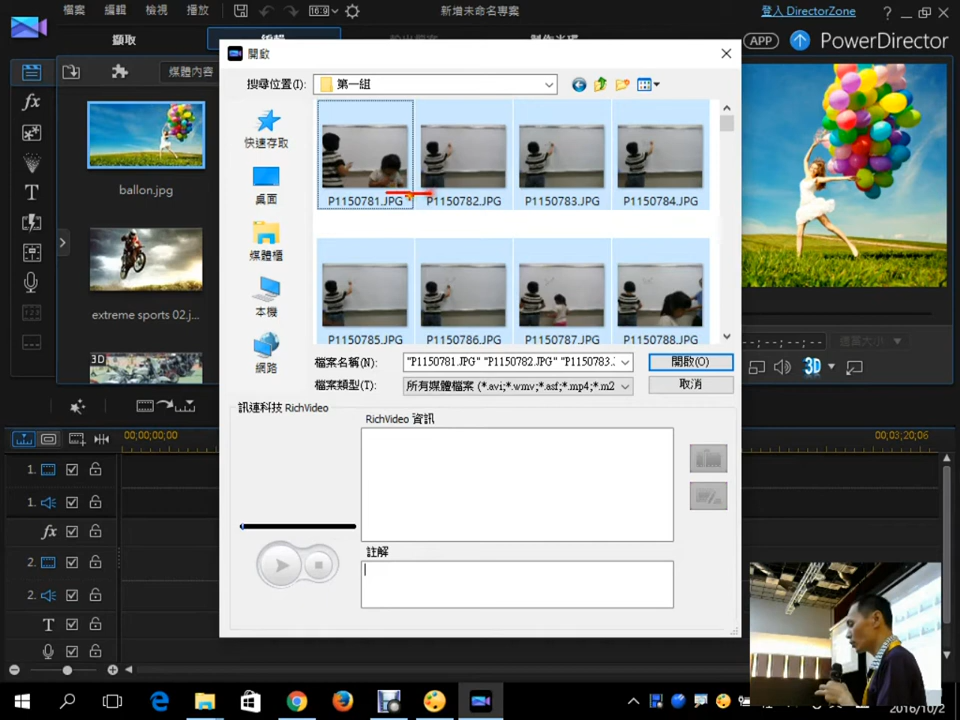 檔案 編輯 檢視 播放 16:9 新增未命名專案 登入 DirectorZone ?
擷取 編輯 APP PowerDirector
媒體內容
ballon.jpg
extreme sports 02.j...
3D
開啟
搜尋位置(I): 第一組
快速存取
桌面
媒體櫃
本機
網路
P1150781.JPG P1150782.JPG P1150783.JPG P1150784.JPG
P1150785.JPG P1150786.JPG P1150787.JPG P1150788.JPG
檔案名稱(N): "P1150781.JPG" "P1150782.JPG" "P1150783. 開啟(O)
檔案類型(T): 所有媒體檔案 (*.avi;*.wmv;*.asf;*.mp4;*.m2 取消
訊連科技 RichVideo
RichVideo 資訊
註解
3D
00;00;00;00 00;03;20;06
1.
1.
fx
2.
2.
T
2016/10/2